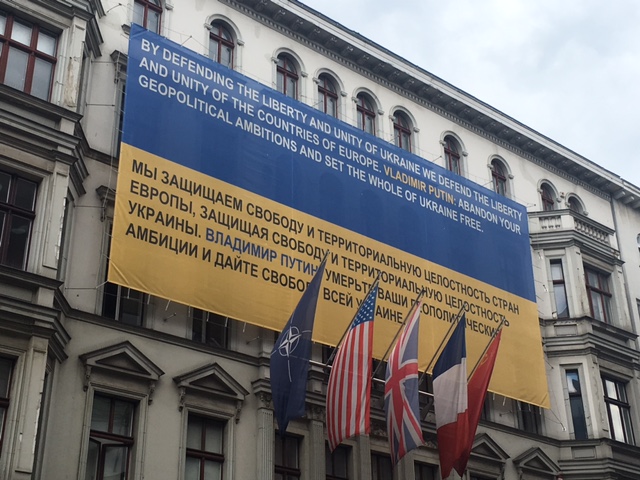 BY DEFENDING THE LIBERTY AND UNITY OF UKRAINE WE DEFEND THE LIBERTY
AND UNITY OF THE COUNTRIES OF EUROPE. VLADIMIR PUTIN: ABANDON YOUR
GEOPOLITICAL AMBITIONS AND SET THE WHOLE OF UKRAINE FREE.
МЫ ЗАЩИЩАЕМ СВОБОДУ И ТЕРРИТОРИАЛЬНУЮ ЦЕЛОСТНОСТЬ СТРАН
ЕВРОПЫ, ЗАЩИЩАЯ СВОБОДУ И ТЕРРИТОРИАЛЬНУЮ ЦЕЛОСТНОСТЬ
УКРАИНЫ. ВЛАДИМИР ПУТИН УМЕРЬТЕ ВАШИ
АМБИЦИИ И ДАЙТЕ ВСЕЙ